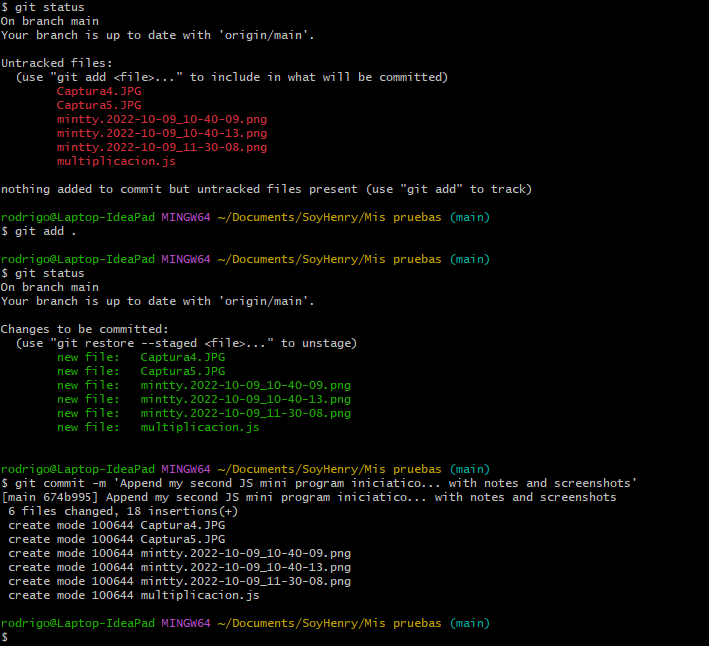 $ git status
On branch main
Your branch is up to date with 'origin/main'.
Untracked files:
(use "git add <file>..." to include in what will be committed)
Captura4.JPG
Captura5.JPG
mintty.2022-10-09_10-40-09.png
mintty.2022-10-09_10-40-13.png
mintty.2022-10-09_11-30-08.png
multiplicacion.js
nothing added to commit but untracked files present (use "git add" to track)
rodrigo@Laptop-IdeaPad MINGW64 ~/Documents/SoyHenry/Mis pruebas (main)
$ git add .
rodrigo@Laptop-IdeaPad MINGW64 ~/Documents/SoyHenry/Mis pruebas (main)
$ git status
On branch main
Your branch is up to date with 'origin/main'.
Changes to be committed:
(use "git restore --staged <file>..." to unstage)
new file:   Captura4.JPG
new file:   Captura5.JPG
new file:   mintty.2022-10-09_10-40-09.png
new file:   mintty.2022-10-09_10-40-13.png
new file:   mintty.2022-10-09_11-30-08.png
new file:   multiplicacion.js
rodrigo@Laptop-IdeaPad MINGW64 ~/Documents/SoyHenry/Mis pruebas (main)
$ git commit -m 'Append my second JS mini program iniciatico... with notes and screenshots'
[main 674b995] Append my second JS mini program iniciatico... with notes and screenshots
6 files changed, 18 insertions(+)
create mode 100644 Captura4.JPG
create mode 100644 Captura5.JPG
create mode 100644 mintty.2022-10-09_10-40-09.png
create mode 100644 mintty.2022-10-09_10-40-13.png
create mode 100644 mintty.2022-10-09_11-30-08.png
create mode 100644 multiplicacion.js
rodrigo@Laptop-IdeaPad MINGW64 ~/Documents/SoyHenry/Mis pruebas (main)
$